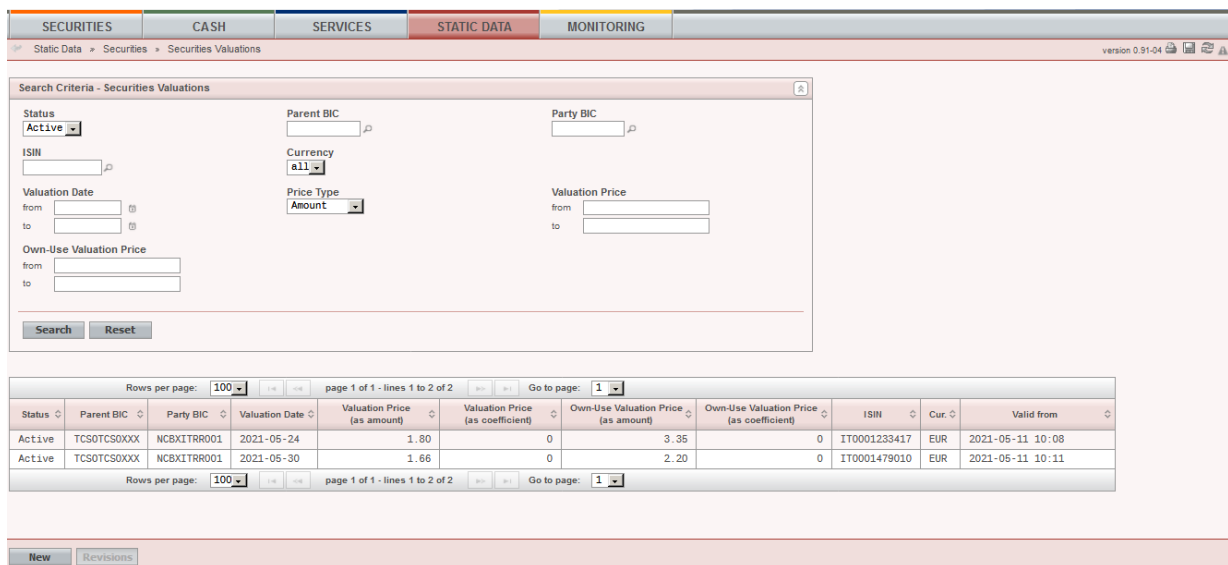 SECURITIES CASH SERVICES STATIC DATA MONITORING
Static Data » Securities » Securities Valuations version 0.91-04
Search Criteria - Securities Valuations
Status Parent BIC Party BIC
Active
ISIN Currency
all
Valuation Date Price Type Valuation Price
from Amount from
to to
Own-Use Valuation Price
from
to
Search Reset
Rows per page: 100 page 1 of 1 - lines 1 to 2 of 2 Go to page: 1
Status Parent BIC Party BIC Valuation Date Valuation Price (as amount) Valuation Price (as coefficient) Own-Use Valuation Price (as amount) Own-Use Valuation Price (as coefficient) ISIN Cur. Valid from
Active TCSOTCSOXXX NCBXITRR001 2021-05-24 1.80 0 3.35 0 IT0001233417 EUR 2021-05-11 10:08
Active TCSOTCSOXXX NCBXITRR001 2021-05-30 1.66 0 2.20 0 IT0001479010 EUR 2021-05-11 10:11
Rows per page: 100 page 1 of 1 - lines 1 to 2 of 2 Go to page: 1
New Revisions